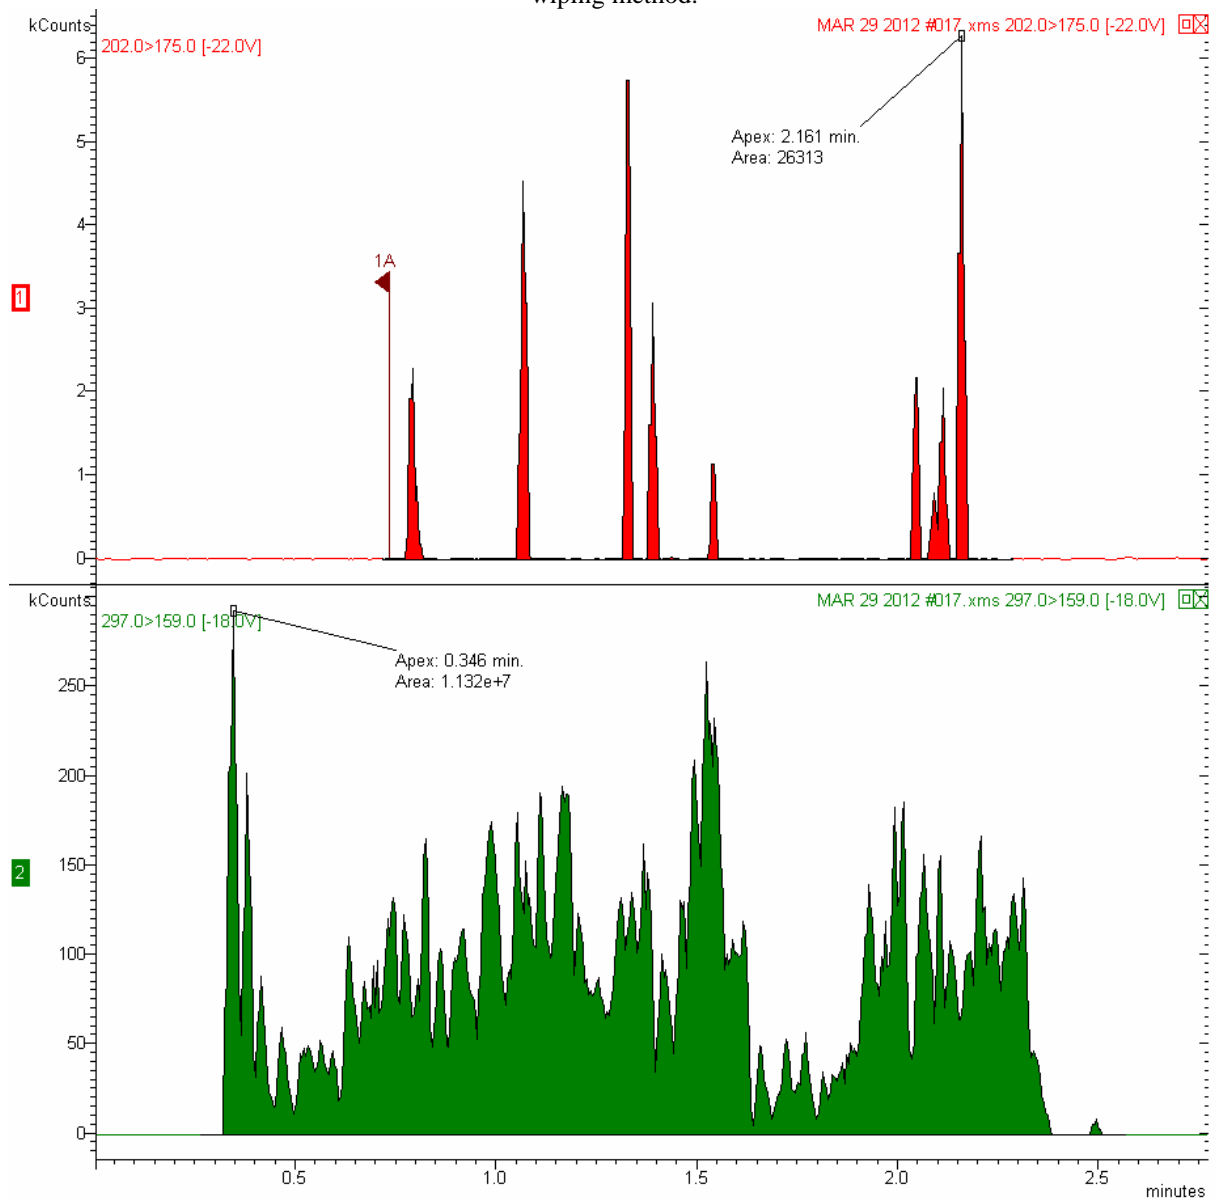 wiping method.
kCounts
202.0>175.0 [-22.0V]
MAR 29 2012 #017.xms 202.0>175.0 [-22.0V]
6
Apex: 2.161 min.
Area: 26313
5
4
1A
1
3
2
1
0
kCounts
297.0>159.0 [-18.0V]
MAR 29 2012 #017.xms 297.0>159.0 [-18.0V]
Apex: 0.346 min.
Area: 1.132e+7
250
200
150
2
100
50
0
0.5 1.0 1.5 2.0 2.5
minutes